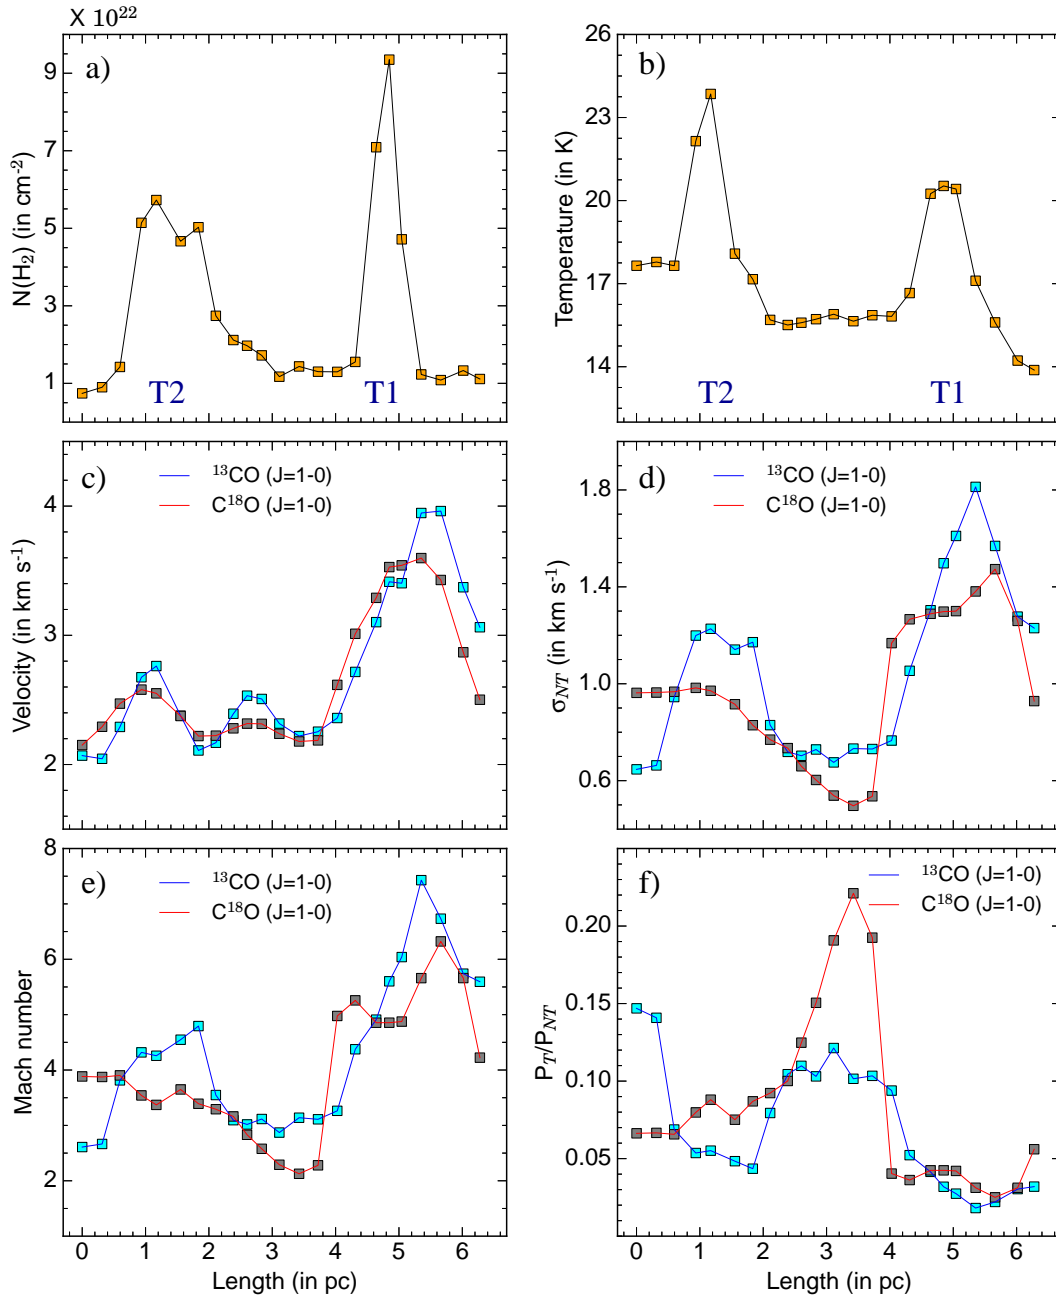 X 10²²
a)
9
7
5
3
1
N(H₂) (in cm⁻²)
T2
T1
b)
26
23
20
17
14
Temperature (in K)
T2
T1
c)
¹³CO (J=1-0)
C¹⁸O (J=1-0)
4
3
2
Velocity (in km s⁻¹)
d)
¹³CO (J=1-0)
C¹⁸O (J=1-0)
1.8
1.4
1.0
0.6
σ_NT (in km s⁻¹)
e)
¹³CO (J=1-0)
C¹⁸O (J=1-0)
8
6
4
2
Mach number
0 1 2 3 4 5 6
Length (in pc)
f)
¹³CO (J=1-0)
C¹⁸O (J=1-0)
0.20
0.15
0.10
0.05
P_T/P_NT
0 1 2 3 4 5 6
Length (in pc)